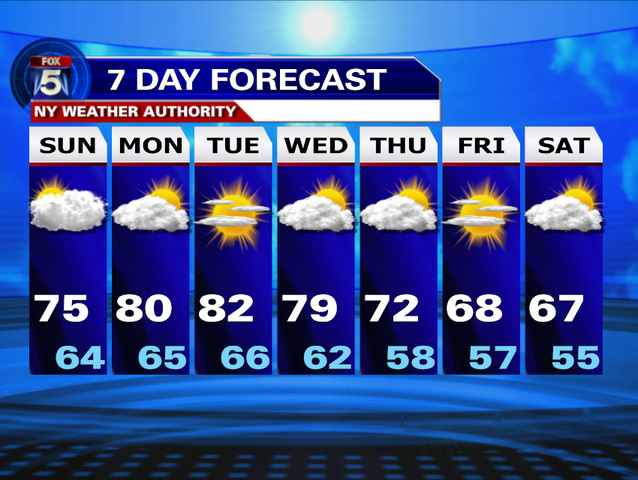 FOX
5
7 DAY FORECAST
NY WEATHER AUTHORITY
SUN MON TUE WED THU FRI SAT
75 80 82 79 72 68 67
64 65 66 62 58 57 55